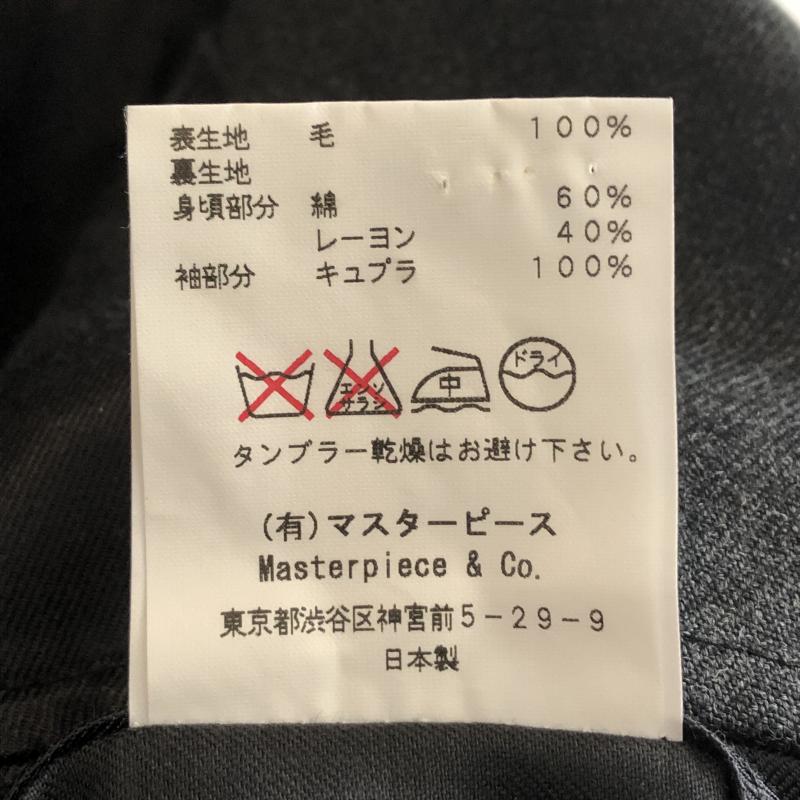 表生地 毛 １００％
裏生地
身頃部分 綿 ６０％
レーヨン ４０％
袖部分 キュプラ １００％
エンソ
サラシ
中
ドライ
タンブラー乾燥はお避け下さい。
(有)マスターピース
Masterpiece & Co.
東京都渋谷区神宮前５－２９－９
日本製